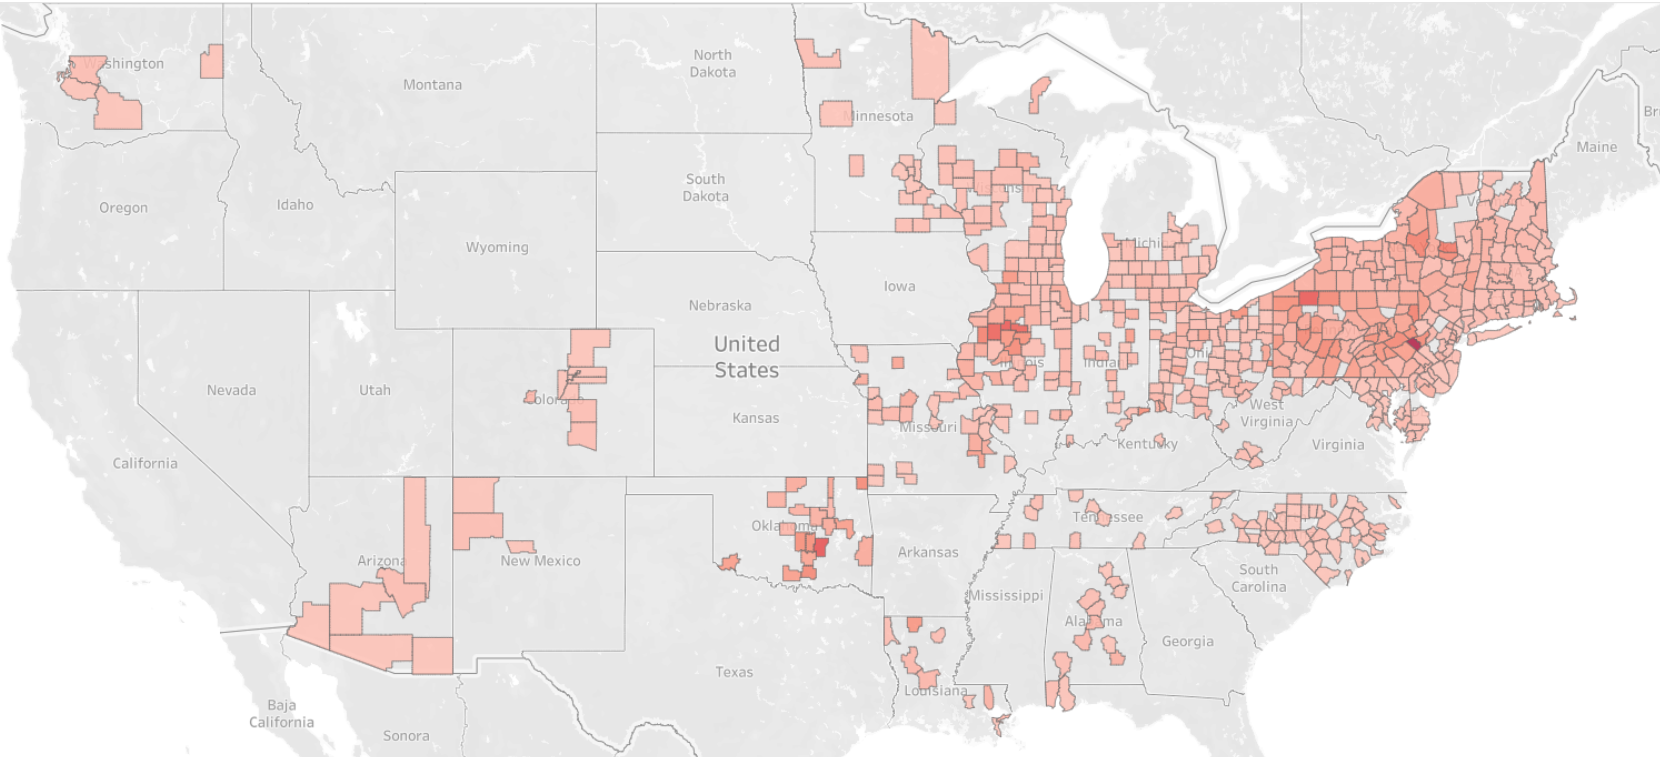 Washington
Montana
North
Dakota
Minnesota
Maine
Oregon
Idaho
South
Dakota
Wyoming
Michi
Iowa
Nebraska
United
States
Nevada
Utah
Colorado
Kansas
Illinois
Indiana
Ohi
West
Virginia
California
Missouri
Kentucky
Virginia
Oklahoma
Tennessee
Arizona
New Mexico
Arkansas
South
Carolina
Mississippi
Alabama
Georgia
Texas
Louisiana
Baja
California
Sonora